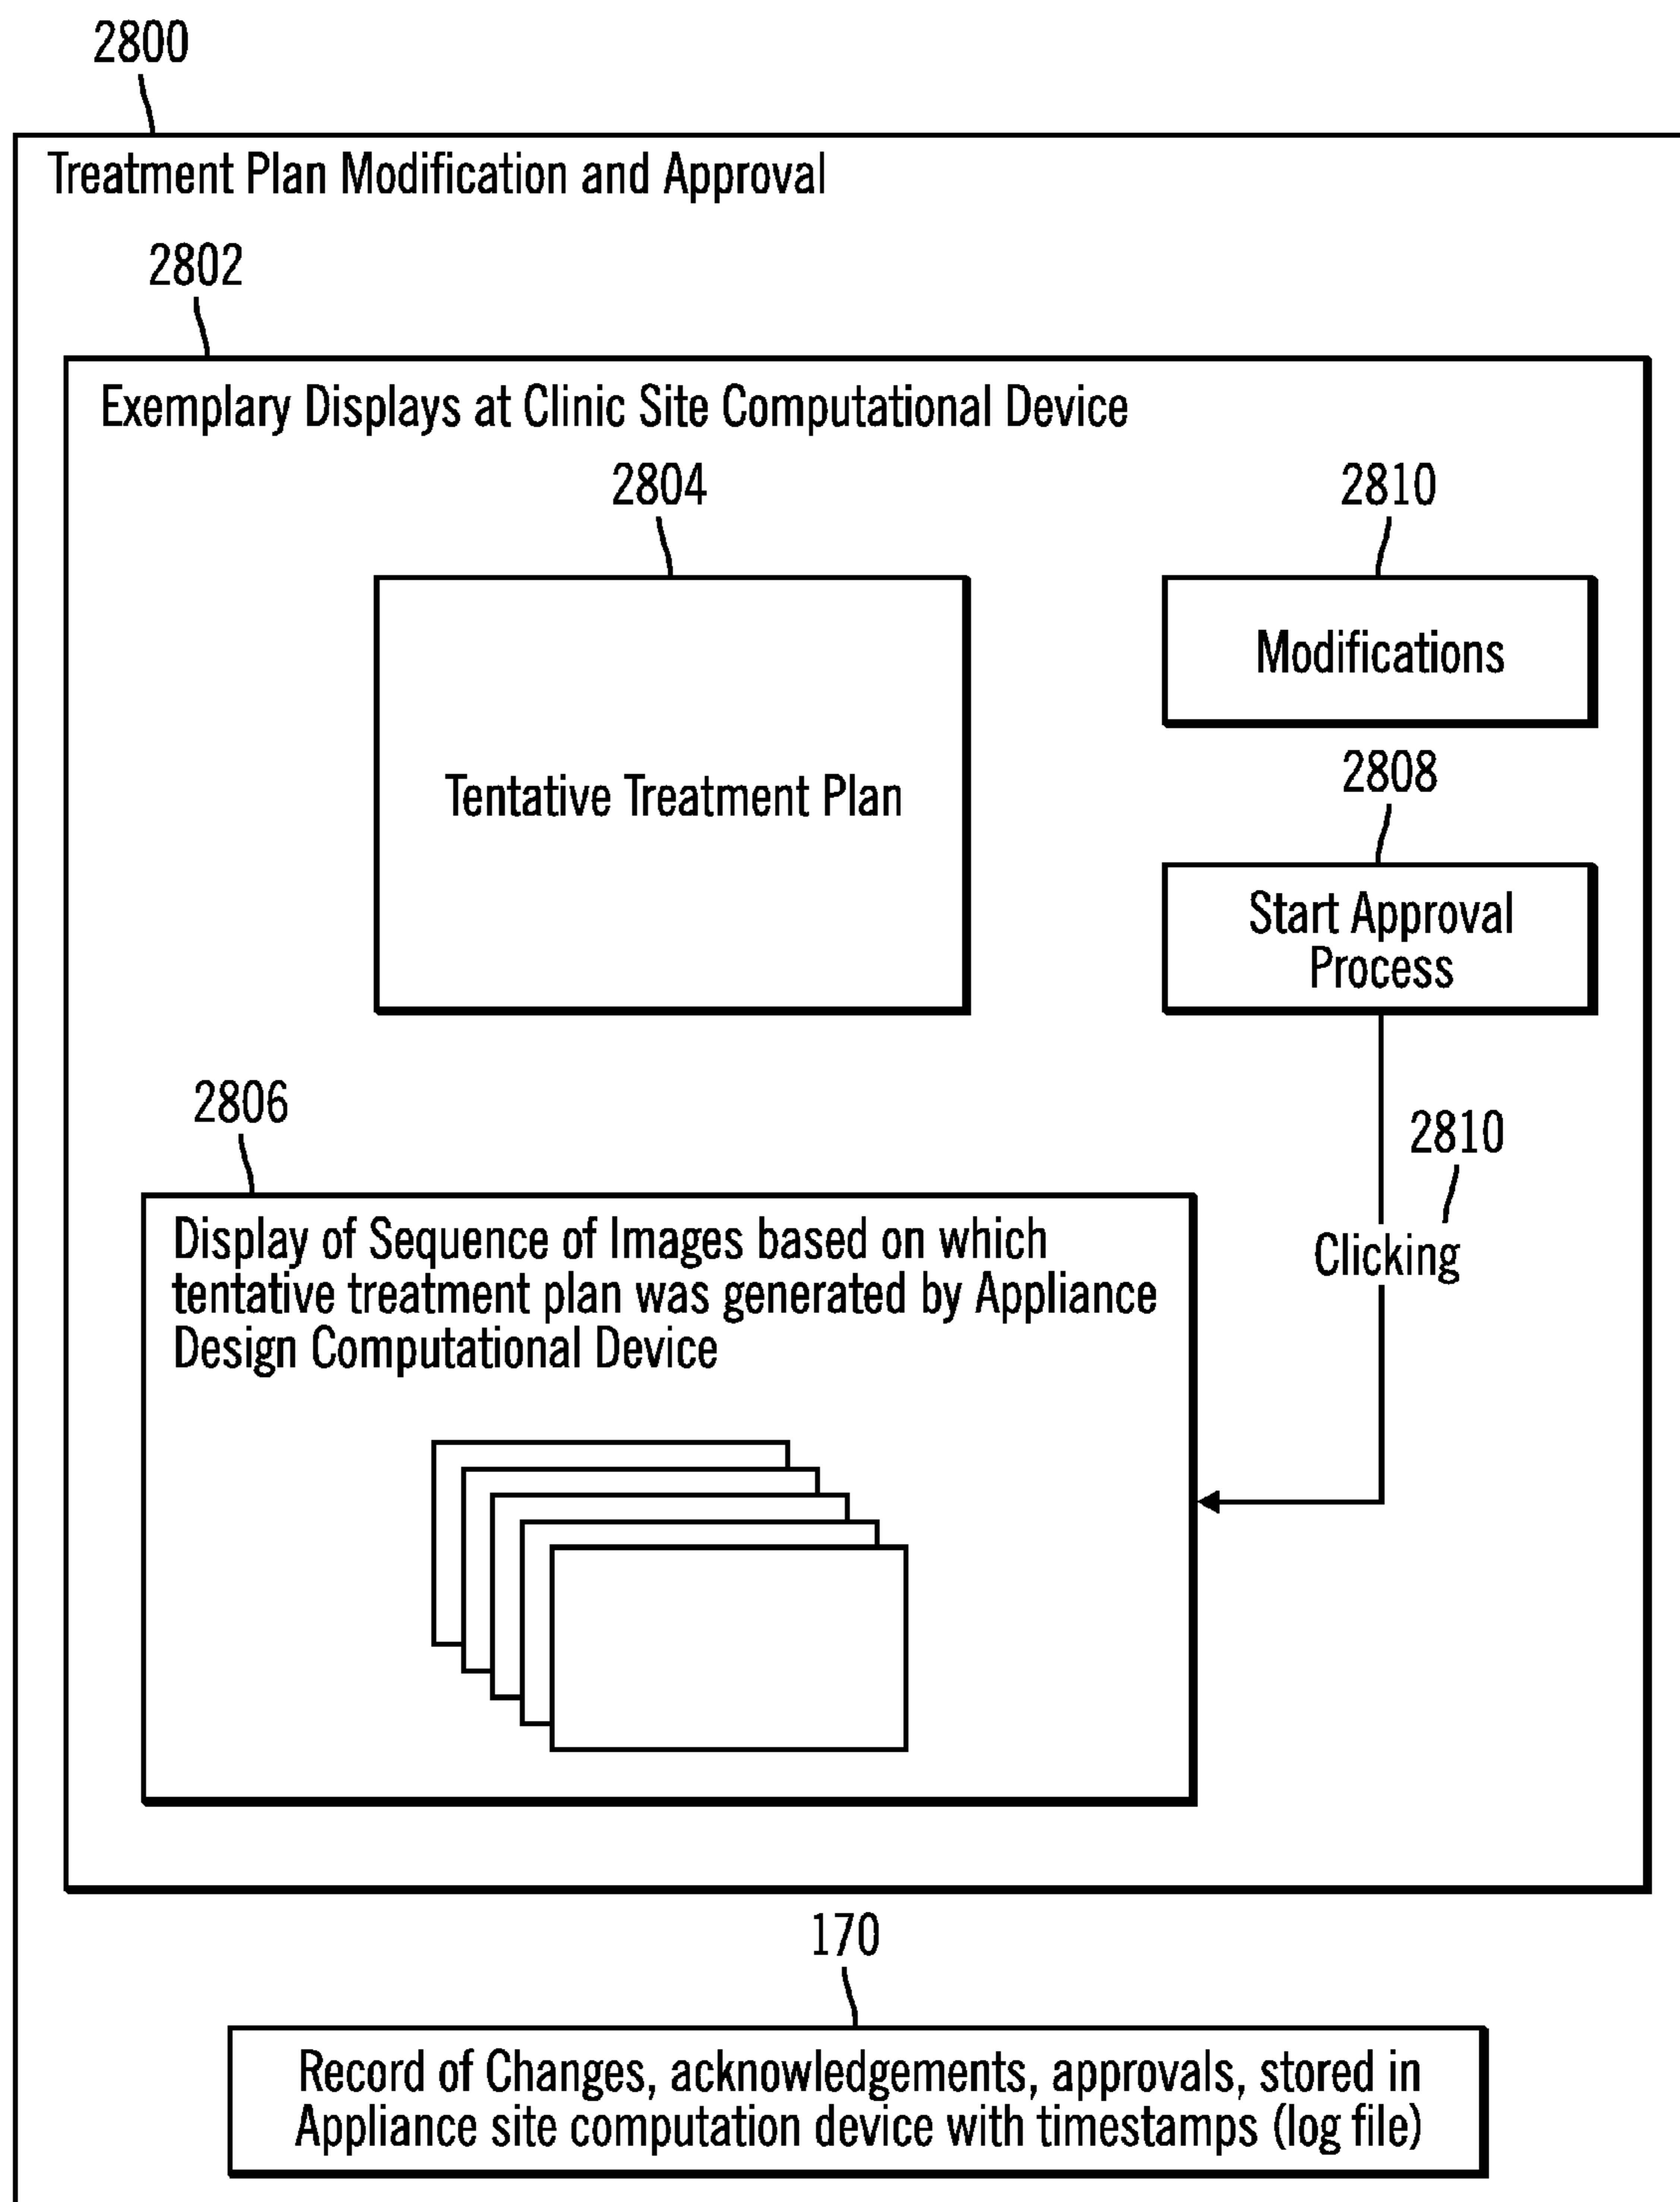 2800
Treatment Plan Modification and Approval
2802
Exemplary Displays at Clinic Site Computational Device
2804
Tentative Treatment Plan
2810
Modifications
2808
Start Approval
Process
2810
Clicking
2806
Display of Sequence of Images based on which
tentative treatment plan was generated by Appliance
Design Computational Device
170
Record of Changes, acknowledgements, approvals, stored in
Appliance site computation device with timestamps (log file)